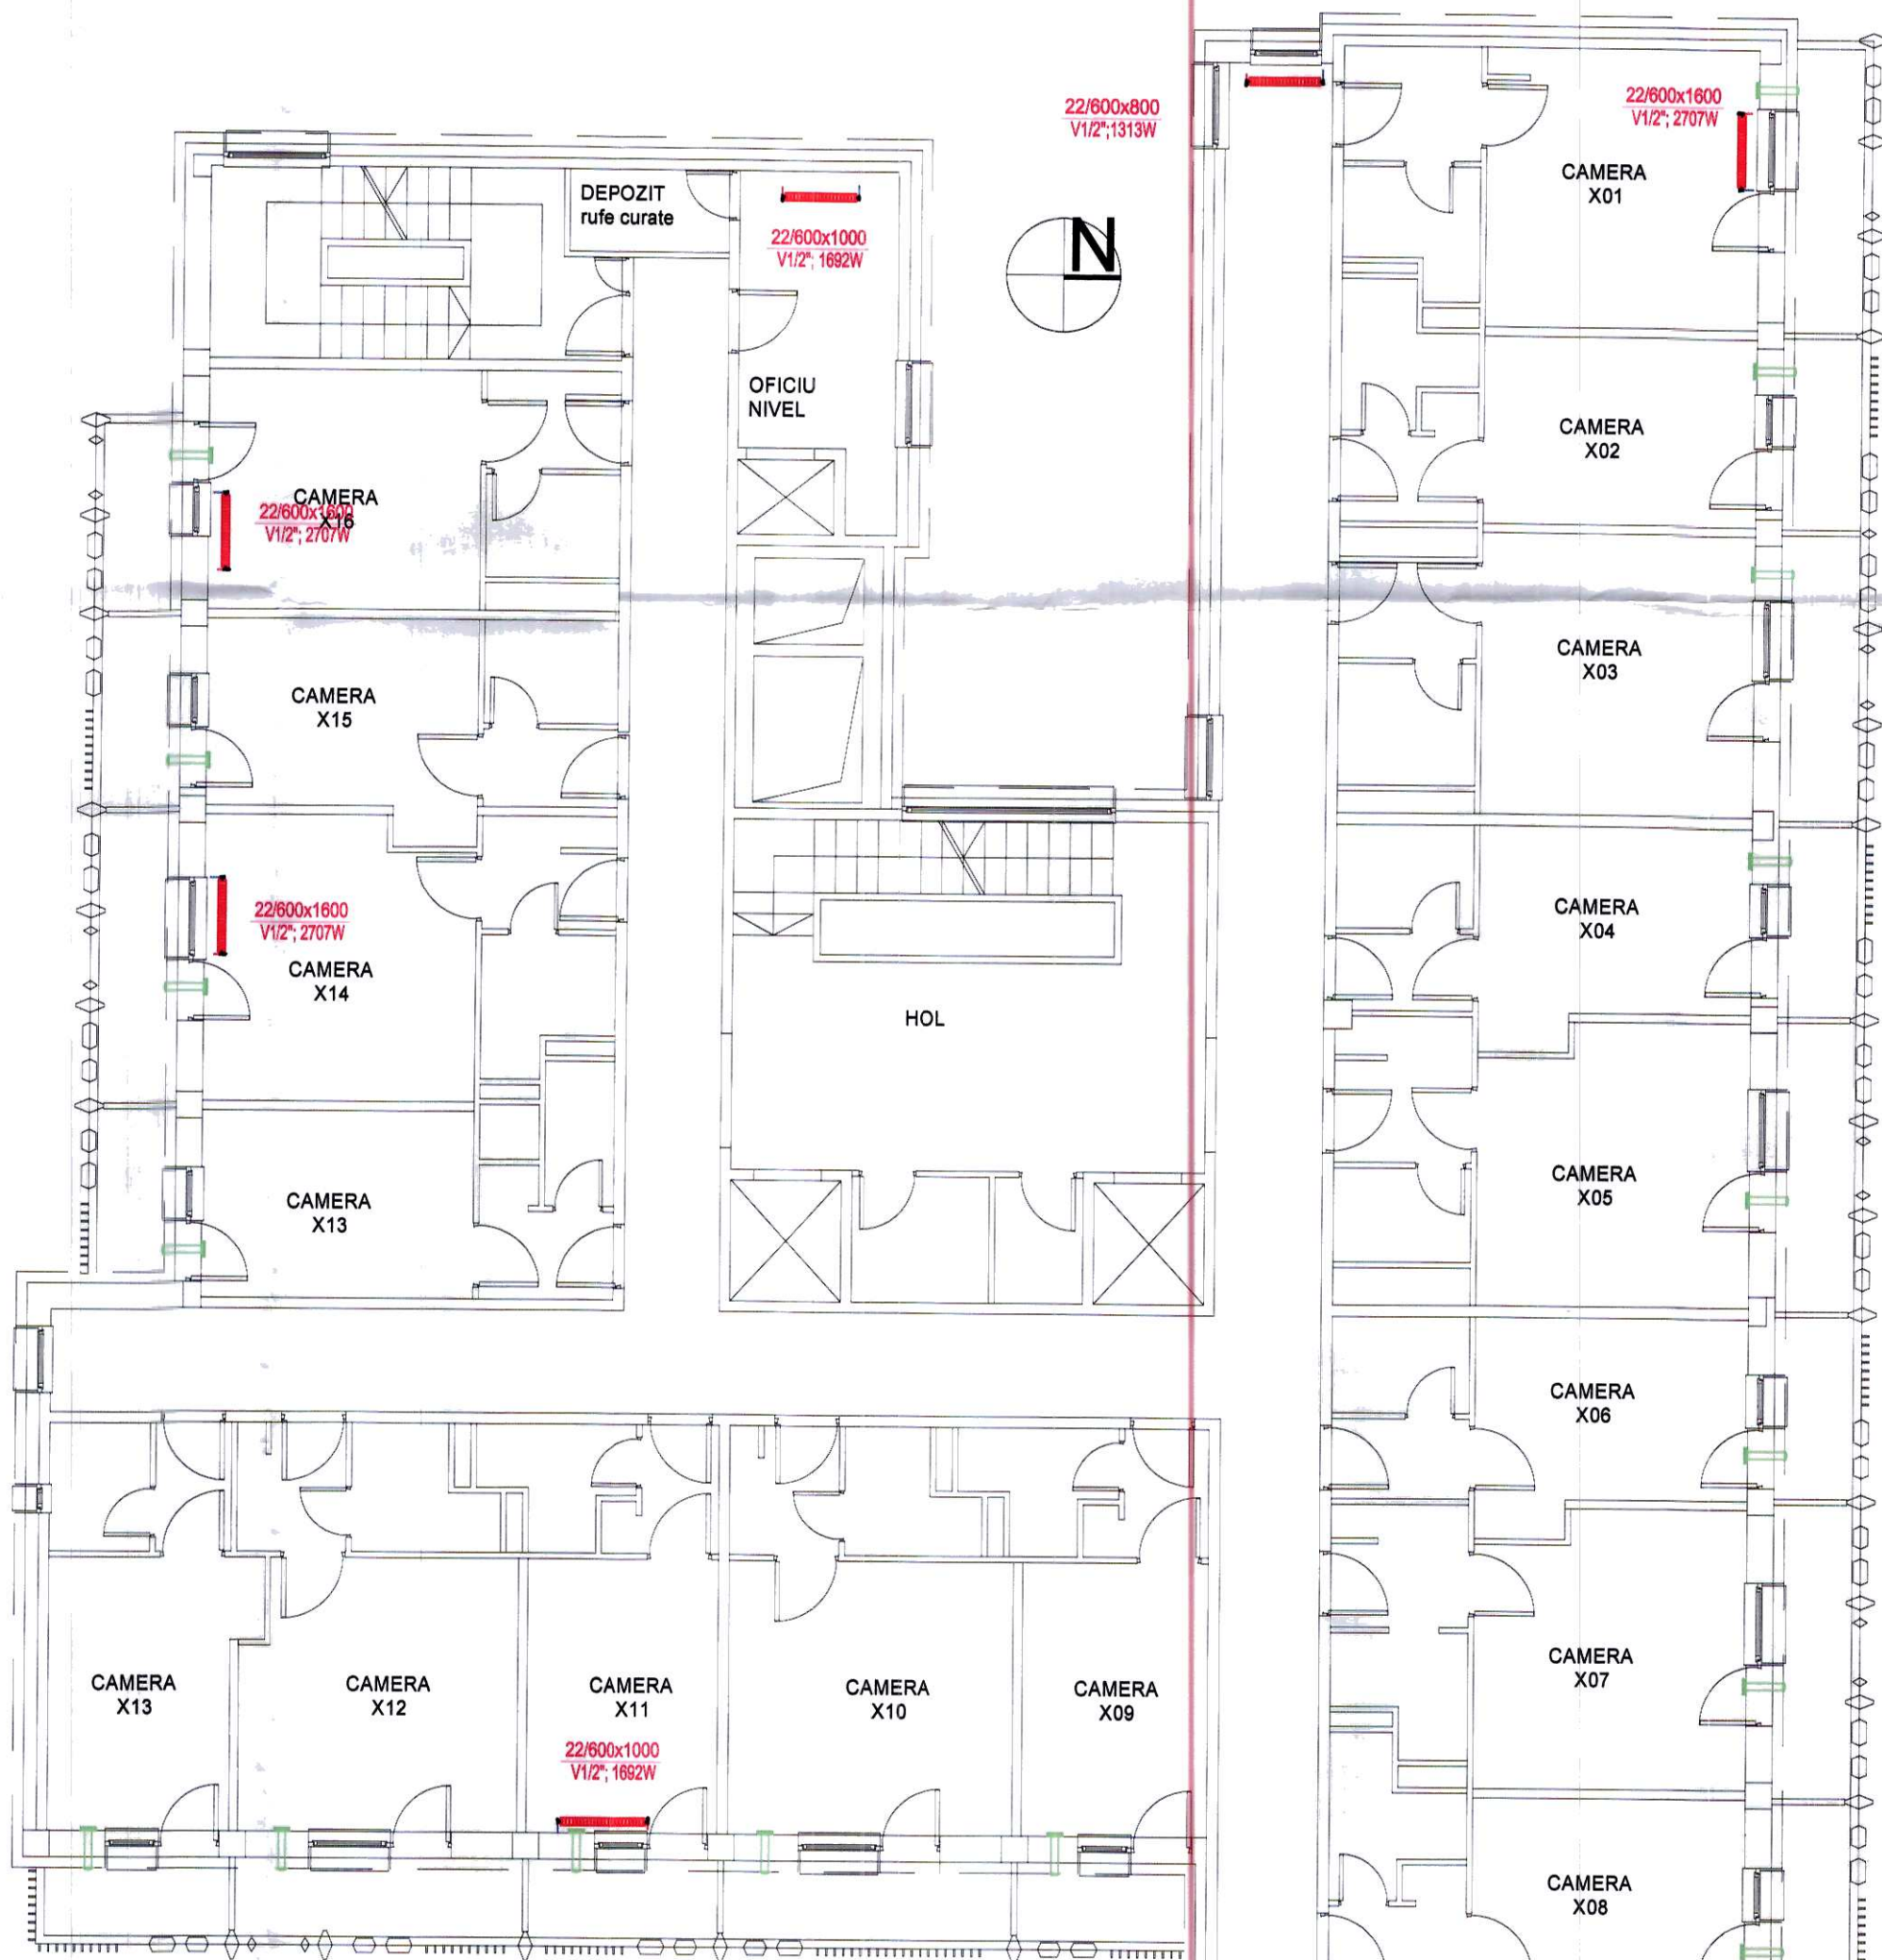 22/600x800
V1/2";1313W
22/600x1600
V1/2"; 2707W
CAMERA
X01
DEPOZIT
rufe curate
22/600x1000
V1/2"; 1692W
N
OFICIU
NIVEL
CAMERA
X02
CAMERA
X16
22/600x1600
V1/2"; 2707W
CAMERA
X03
CAMERA
X15
22/600x1600
V1/2"; 2707W
CAMERA
X14
CAMERA
X04
HOL
CAMERA
X05
CAMERA
X13
CAMERA
X06
CAMERA
X13
CAMERA
X12
CAMERA
X11
CAMERA
X10
CAMERA
X09
CAMERA
X07
22/600x1000
V1/2"; 1692W
CAMERA
X08